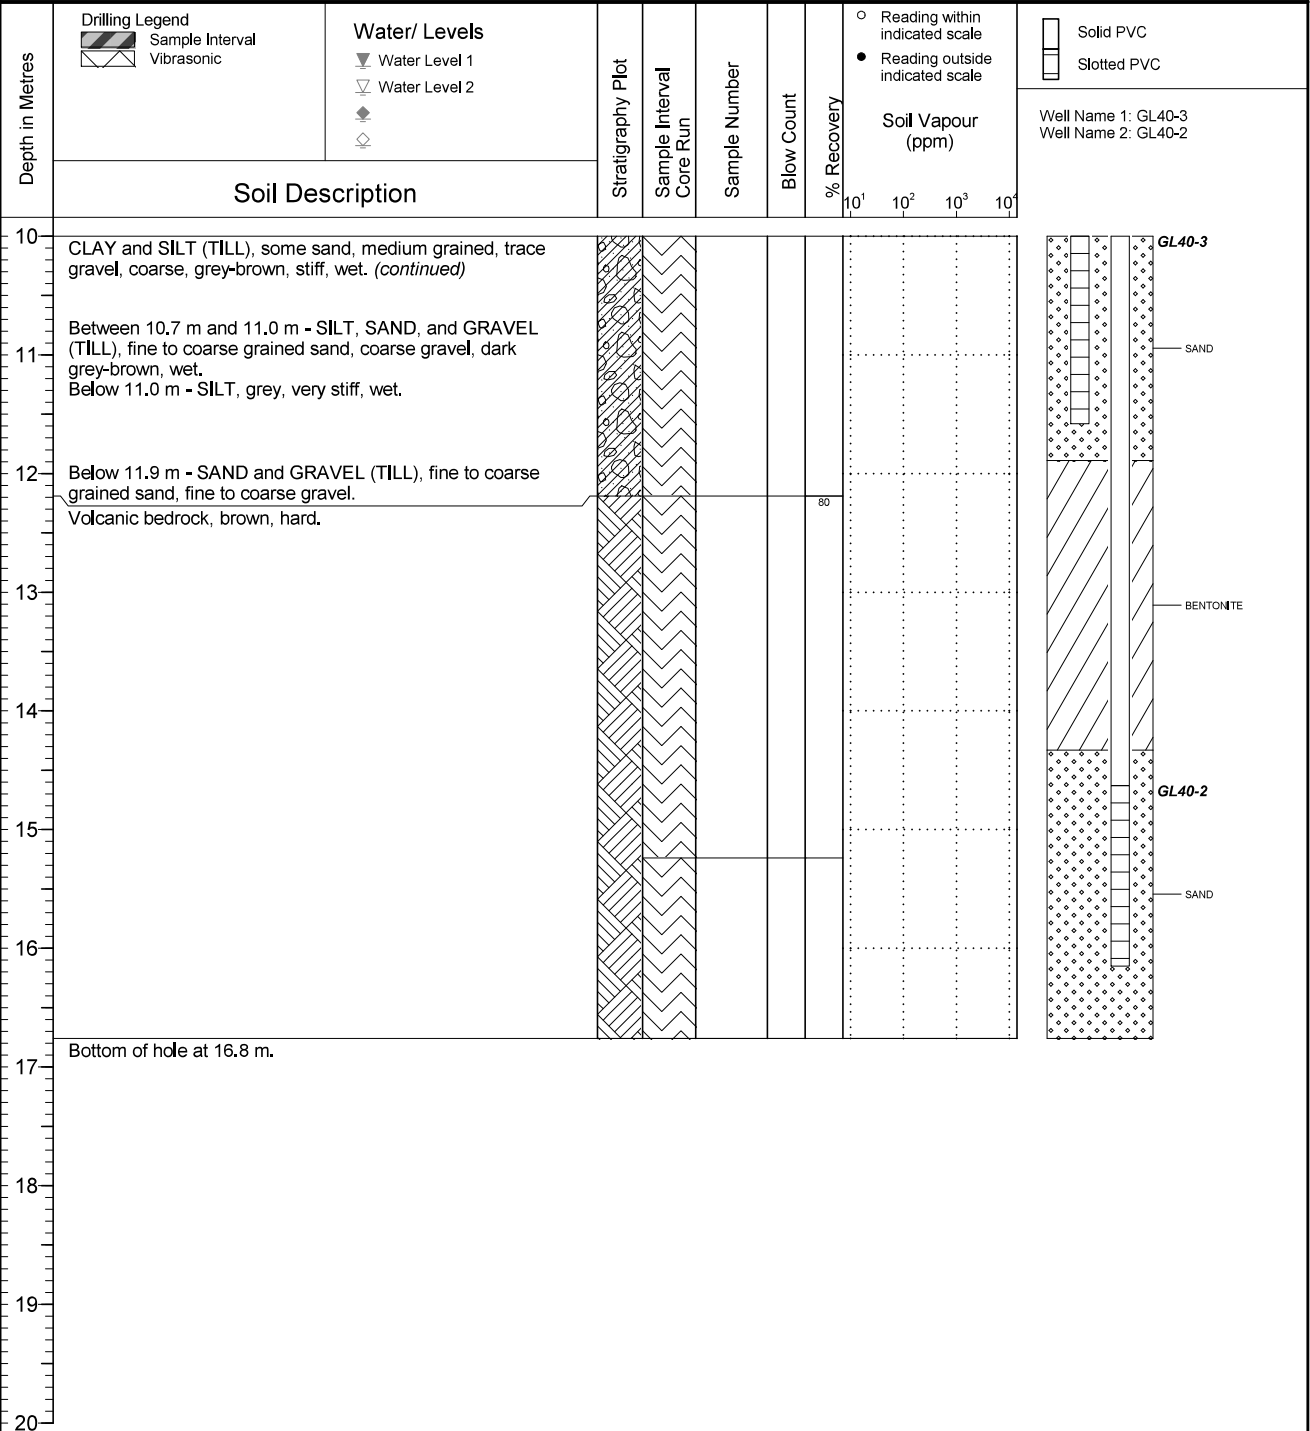 Depth in Metres
Drilling Legend
Sample Interval
Vibrasonic
Water/ Levels
Water Level 1
Water Level 2
Soil Description
Stratigraphy Plot
Sample Interval
Core Run
Sample Number
Blow Count
% Recovery
Reading within
indicated scale
Reading outside
indicated scale
Soil Vapour
(ppm)
10¹ 10² 10³ 10⁴
Solid PVC
Slotted PVC
Well Name 1: GL40-3
Well Name 2: GL40-2
10
CLAY and SILT (TILL), some sand, medium grained, trace
gravel, coarse, grey-brown, stiff, wet. (continued)
GL40-3
Between 10.7 m and 11.0 m - SILT, SAND, and GRAVEL
(TILL), fine to coarse grained sand, coarse gravel, dark
grey-brown, wet.
11
SAND
Below 11.0 m - SILT, grey, very stiff, wet.
12
Below 11.9 m - SAND and GRAVEL (TILL), fine to coarse
grained sand, fine to coarse gravel.
80
Volcanic bedrock, brown, hard.
13
BENTONITE
14
GL40-2
15
SAND
16
Bottom of hole at 16.8 m.
17
18
19
20